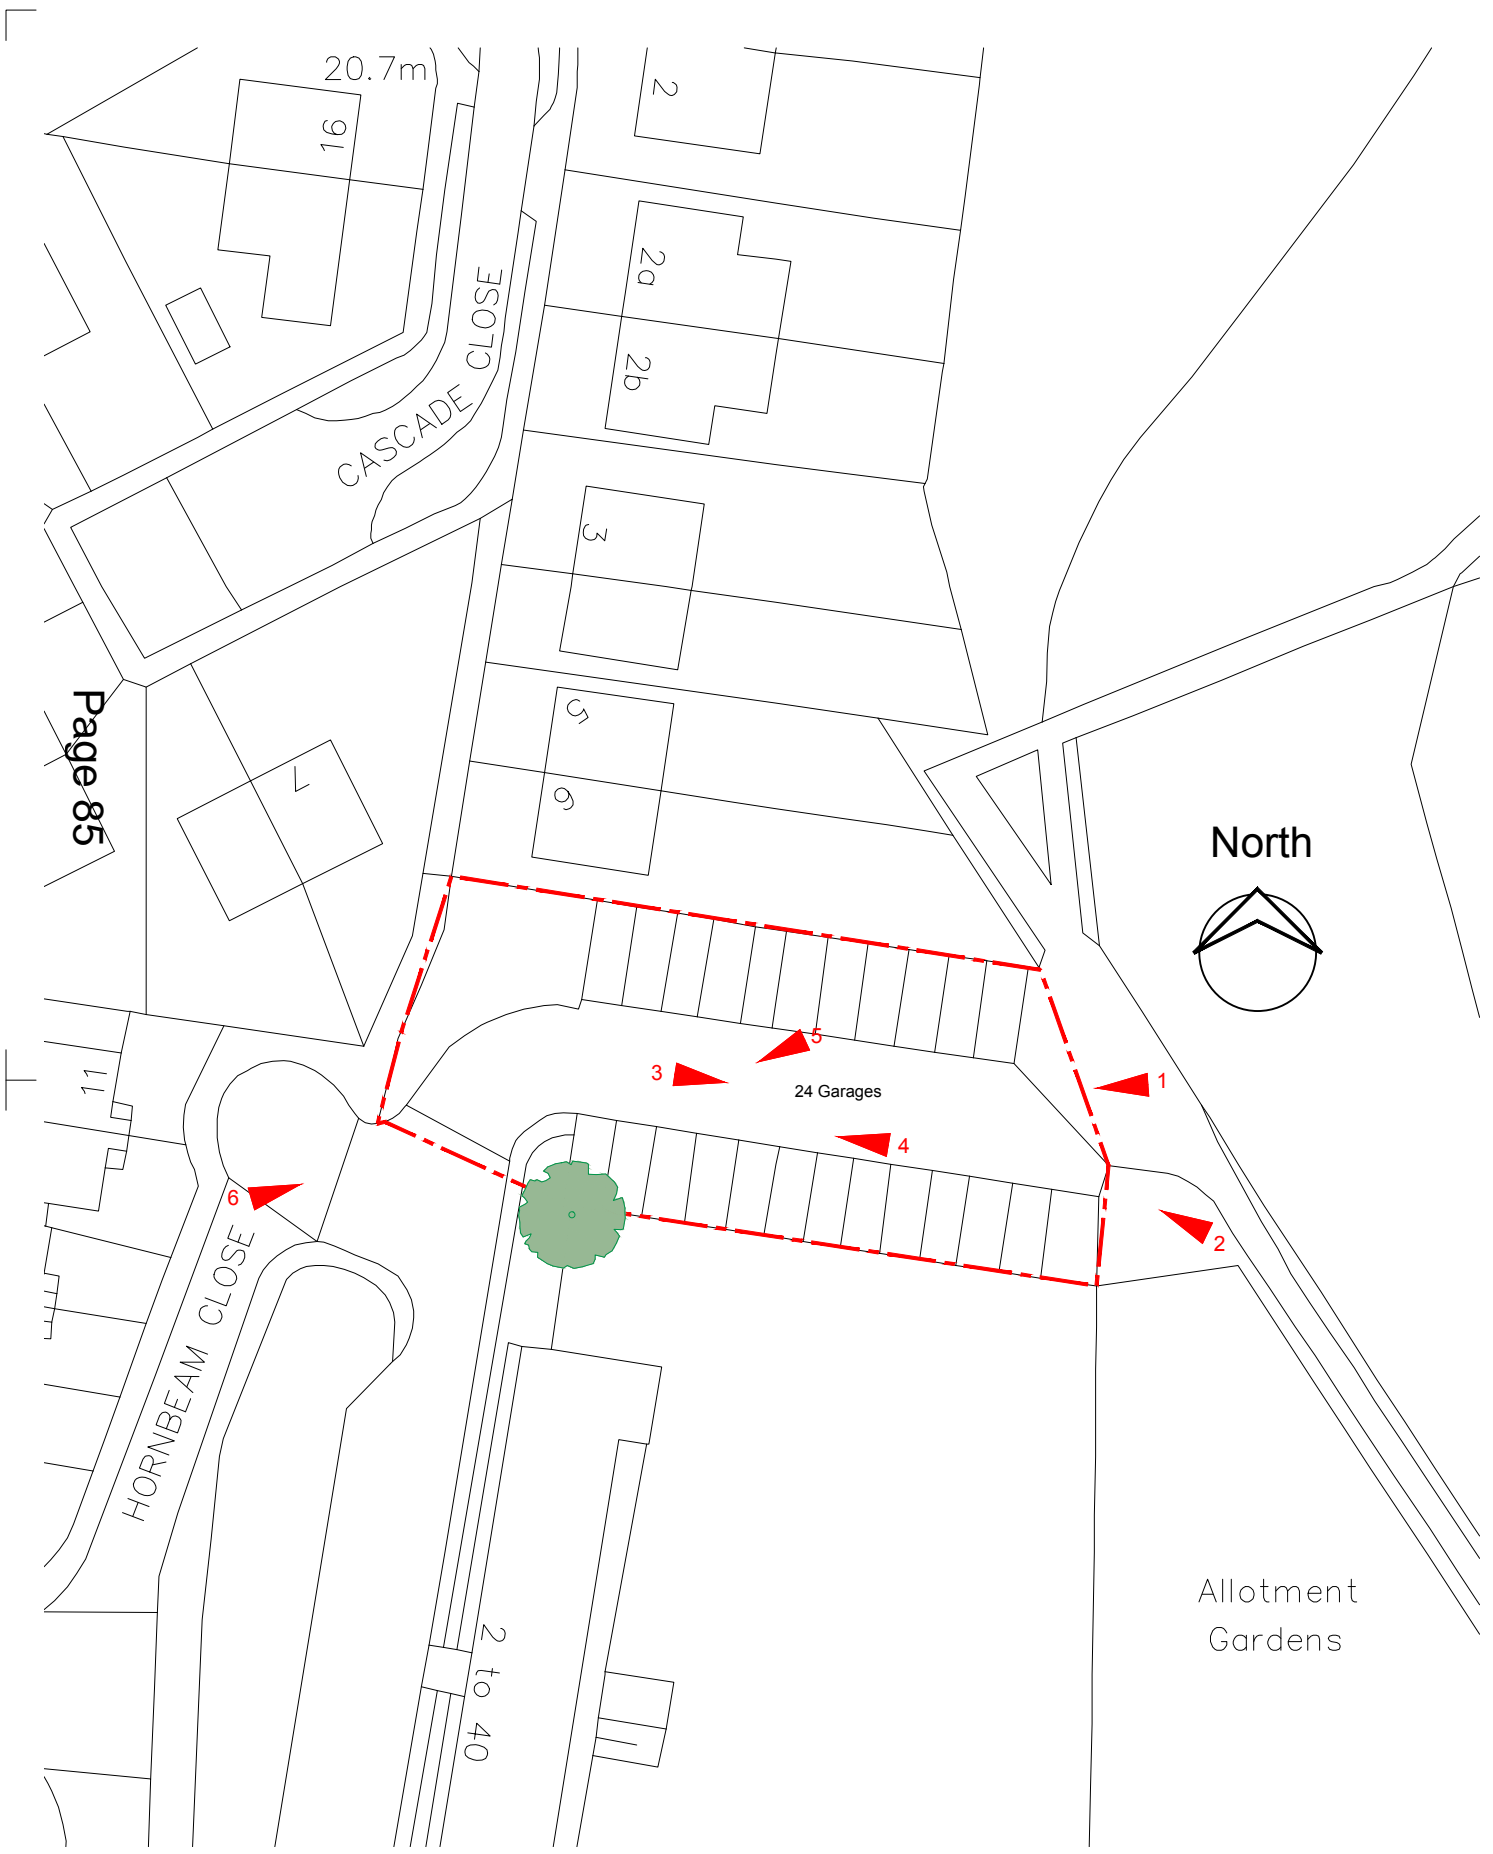 20.7m
16
2
2a
2b
CASCADE CLOSE
3
5
6
7
Page 85
North
11
5
3
24 Garages
1
4
2
6
HORNBEAM CLOSE
2 to 40
Allotment
Gardens